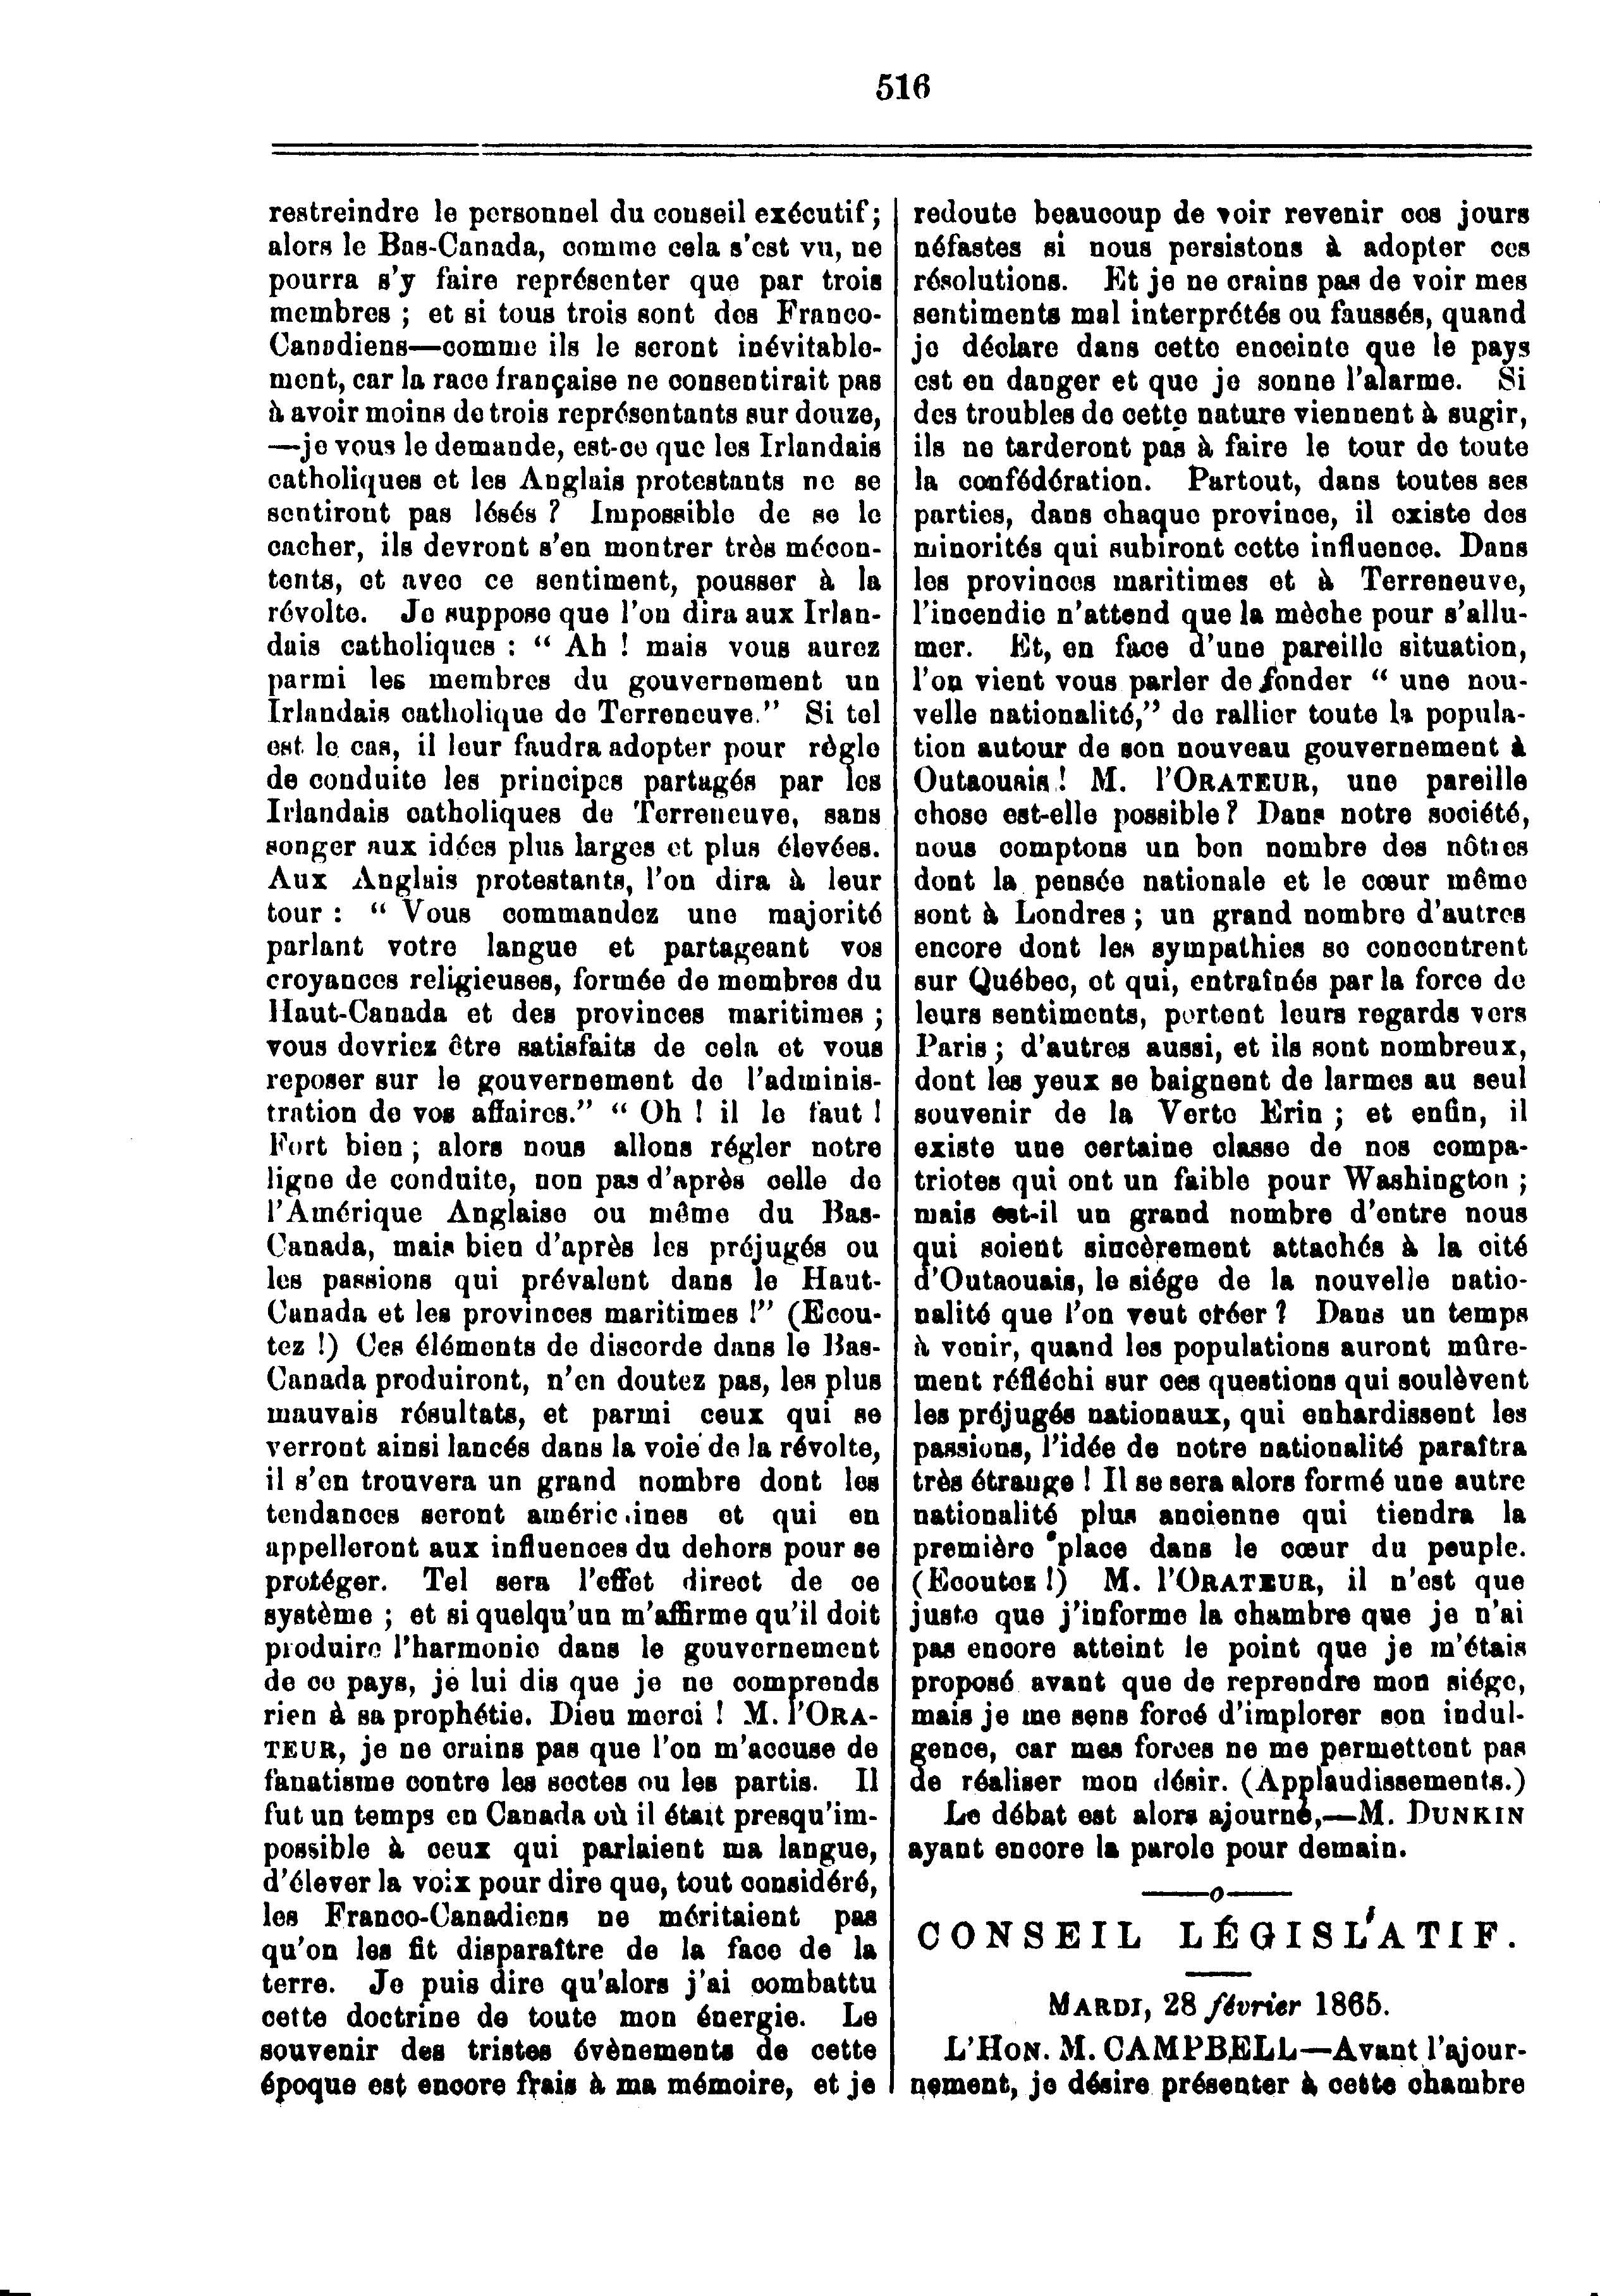 516
restreindre le personnel du conseil exécutif;
alors le Bas-Canada, comme cela s'est vu, ne
pourra s'y faire représenter que par trois
membres ; et si tous trois sont des Franco-
Canadiens—comme ils le seront inévitable-
ment, car la race française ne consentirait pas
à avoir moins de trois représentants sur douze,
—je vous le demande, est-ce que les Irlandais
catholiques et les Anglais protestants ne se
sentiront pas lésés ? Impossible de se le
cacher, ils devront s'en montrer très mécon-
tents, et avec ce sentiment, pousser à la
révolte. Je suppose que l'on dira aux Irlan-
dais catholiques : " Ah ! mais vous aurez
parmi les membres du gouvernement un
Irlandais catholique de Terreneuve." Si tel
est le cas, il leur faudra adopter pour règle
de conduite les principes partagés par les
Irlandais catholiques de Terreneuve, sans
songer aux idées plus larges et plus élevées.
Aux Anglais protestants, l'on dira à leur
tour : " Vous commandez une majorité
parlant votre langue et partageant vos
croyances religieuses, formée de membres du
Haut-Canada et des provinces maritimes ;
vous devriez être satisfaits de cela et vous
reposer sur le gouvernement de l'adminis-
tration de vos affaires." " Oh ! il le faut !
Fort bien ; alors nous allons régler notre
ligne de conduite, non pas d'après celle de
l'Amérique Anglaise ou même du Bas-
Canada, mais bien d'après les préjugés ou
les passions qui prévalent dans le Haut-
Canada et les provinces maritimes !" (Ecou-
tez !) Ces éléments de discorde dans le Bas-
Canada produiront, n'en doutez pas, les plus
mauvais résultats, et parmi ceux qui se
verront ainsi lancés dans la voie de la révolte,
il s'en trouvera un grand nombre dont les
tendances seront américaines et qui en
appelleront aux influences du dehors pour se
protéger. Tel sera l'effet direct de ce
système ; et si quelqu'un m'affirme qu'il doit
produire l'harmonie dans le gouvernement
de ce pays, je lui dis que je ne comprends
rien à sa prophétie. Dieu merci ! M. l'ORA-
TEUR, je ne crains pas que l'on m'accuse de
fanatisme contre les sectes ou les partis. Il
fut un temps en Canada où il était presqu'im-
possible à ceux qui parlaient ma langue,
d'élever la voix pour dire que, tout considéré,
les Franco-Canadiens ne méritaient pas
qu'on les fit disparaître de la face de la
terre. Je puis dire qu'alors j'ai combattu
cette doctrine de toute mon énergie. Le
souvenir des tristes évènements de cette
époque est encore frais à ma mémoire, et je
redoute beaucoup de voir revenir ces jours
néfastes si nous persistons à adopter ces
résolutions. Et je ne crains pas de voir mes
sentiments mal interprétés ou faussés, quand
je déclare dans cette enceinte que le pays
est en danger et que je sonne l'alarme. Si
des troubles de cette nature viennent à sugir,
ils ne tarderont pas à faire le tour de toute
la confédération. Partout, dans toutes ses
parties, dans chaque province, il existe des
minorités qui subiront cette influence. Dans
les provinces maritimes et à Terreneuve,
l'incendie n'attend que la mèche pour s'allu-
mer. Et, en face d'une pareille situation,
l'on vient vous parler de fonder " une nou-
velle nationalité," de rallier toute la popula-
tion autour de son nouveau gouvernement à
Outaouais ! M. l'ORATEUR, une pareille
chose est-elle possible ? Dans notre société,
nous comptons un bon nombre des nôtres
dont la pensée nationale et le cœur même
sont à Londres ; un grand nombre d'autres
encore dont les sympathies se concentrent
sur Québec, et qui, entraînés par la force de
leurs sentiments, portent leurs regards vers
Paris ; d'autres aussi, et ils sont nombreux,
dont les yeux se baignent de larmes au seul
souvenir de la Verte Erin ; et enfin, il
existe une certaine classe de nos compa-
triotes qui ont un faible pour Washington ;
mais est-il un grand nombre d'entre nous
qui soient sincèrement attachés à la cité
d'Outaouais, le siége de la nouvelle natio-
nalité que l'on veut créer ? Dans un temps
à venir, quand les populations auront mûre-
ment réfléchi sur ces questions qui soulèvent
les préjugés nationaux, qui enhardissent les
passions, l'idée de notre nationalité paraîtra
très étrange ! Il se sera alors formé une autre
nationalité plus ancienne qui tiendra la
première place dans le cœur du peuple.
(Ecoutez !) M. l'ORATEUR, il n'est que
juste que j'informe la chambre que je n'ai
pas encore atteint le point que je m'étais
proposé avant que de reprendre mon siége,
mais je me sens forcé d'implorer son indul-
gence, car mes forces ne me permettent pas
de réaliser mon désir. (Applaudissements.)
Le débat est alors ajourné,—M. DUNKIN
ayant encore la parole pour demain.
——o——
CONSEIL LÉGISLATIF.
MARDI, 28 février 1865.
L'HON. M. CAMPBELL—Avant l'ajour-
nement, je désire présenter à cette chambre